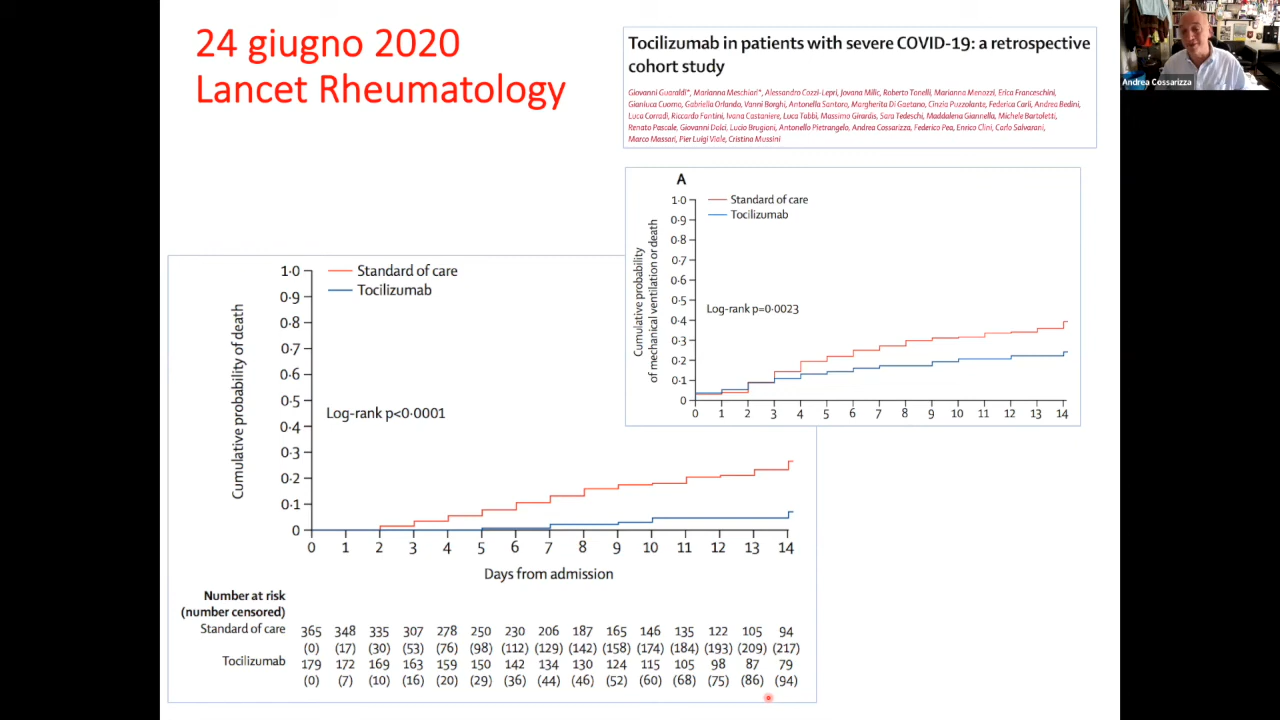 24 giugno 2020
Lancet Rheumatology
Tocilizumab in patients with severe COVID-19: a retrospective
cohort study
Giovanni Guaraldi*, Marianna Meschiari*, Alessandro Cozzi-Lepri, Jovana Milic, Roberto Tonelli, Marianna Menozzi, Erica Franceschini,
Gianluca Cuomo, Gabriella Orlando, Vanni Borghi, Antonella Santoro, Margherita Di Gaetano, Cinzia Puzzolante, Federica Carli, Andrea Bedini,
Luca Corradi, Riccardo Fantini, Ivana Castaniere, Luca Tabbì, Massimo Girardis, Sara Tedeschi, Maddalena Giannella, Michele Bartoletti,
Renato Pascale, Giovanni Dolci, Lucio Brugioni, Antonello Pietrangelo, Andrea Cossarizza, Federico Pea, Enrico Clini, Carlo Salvarani,
Marco Massari, Pier Luigi Viale, Cristina Mussini
Andrea Cossarizza
A
Standard of care
Tocilizumab
1·0
0·9
0·8
0·7
0·6
0·5
0·4
0·3
0·2
0·1
0
Cumulative probability
of mechanical ventilation or death
Log-rank p=0·0023
0 1 2 3 4 5 6 7 8 9 10 11 12 13 14
Standard of care
Tocilizumab
1·0
0·9
0·8
0·7
0·6
0·5
0·4
0·3
0·2
0·1
0
Cumulative probability of death
Log-rank p<0·0001
0 1 2 3 4 5 6 7 8 9 10 11 12 13 14
Days from admission
Number at risk
(number censored)
Standard of care 365 348 335 307 278 250 230 206 187 165 146 135 122 105 94
(0) (17) (30) (53) (76) (98) (112) (129) (142) (158) (174) (184) (193) (209) (217)
Tocilizumab 179 172 169 163 159 150 142 134 130 124 115 105 98 87 79
(0) (7) (10) (16) (20) (29) (36) (44) (46) (52) (60) (68) (75) (86) (94)